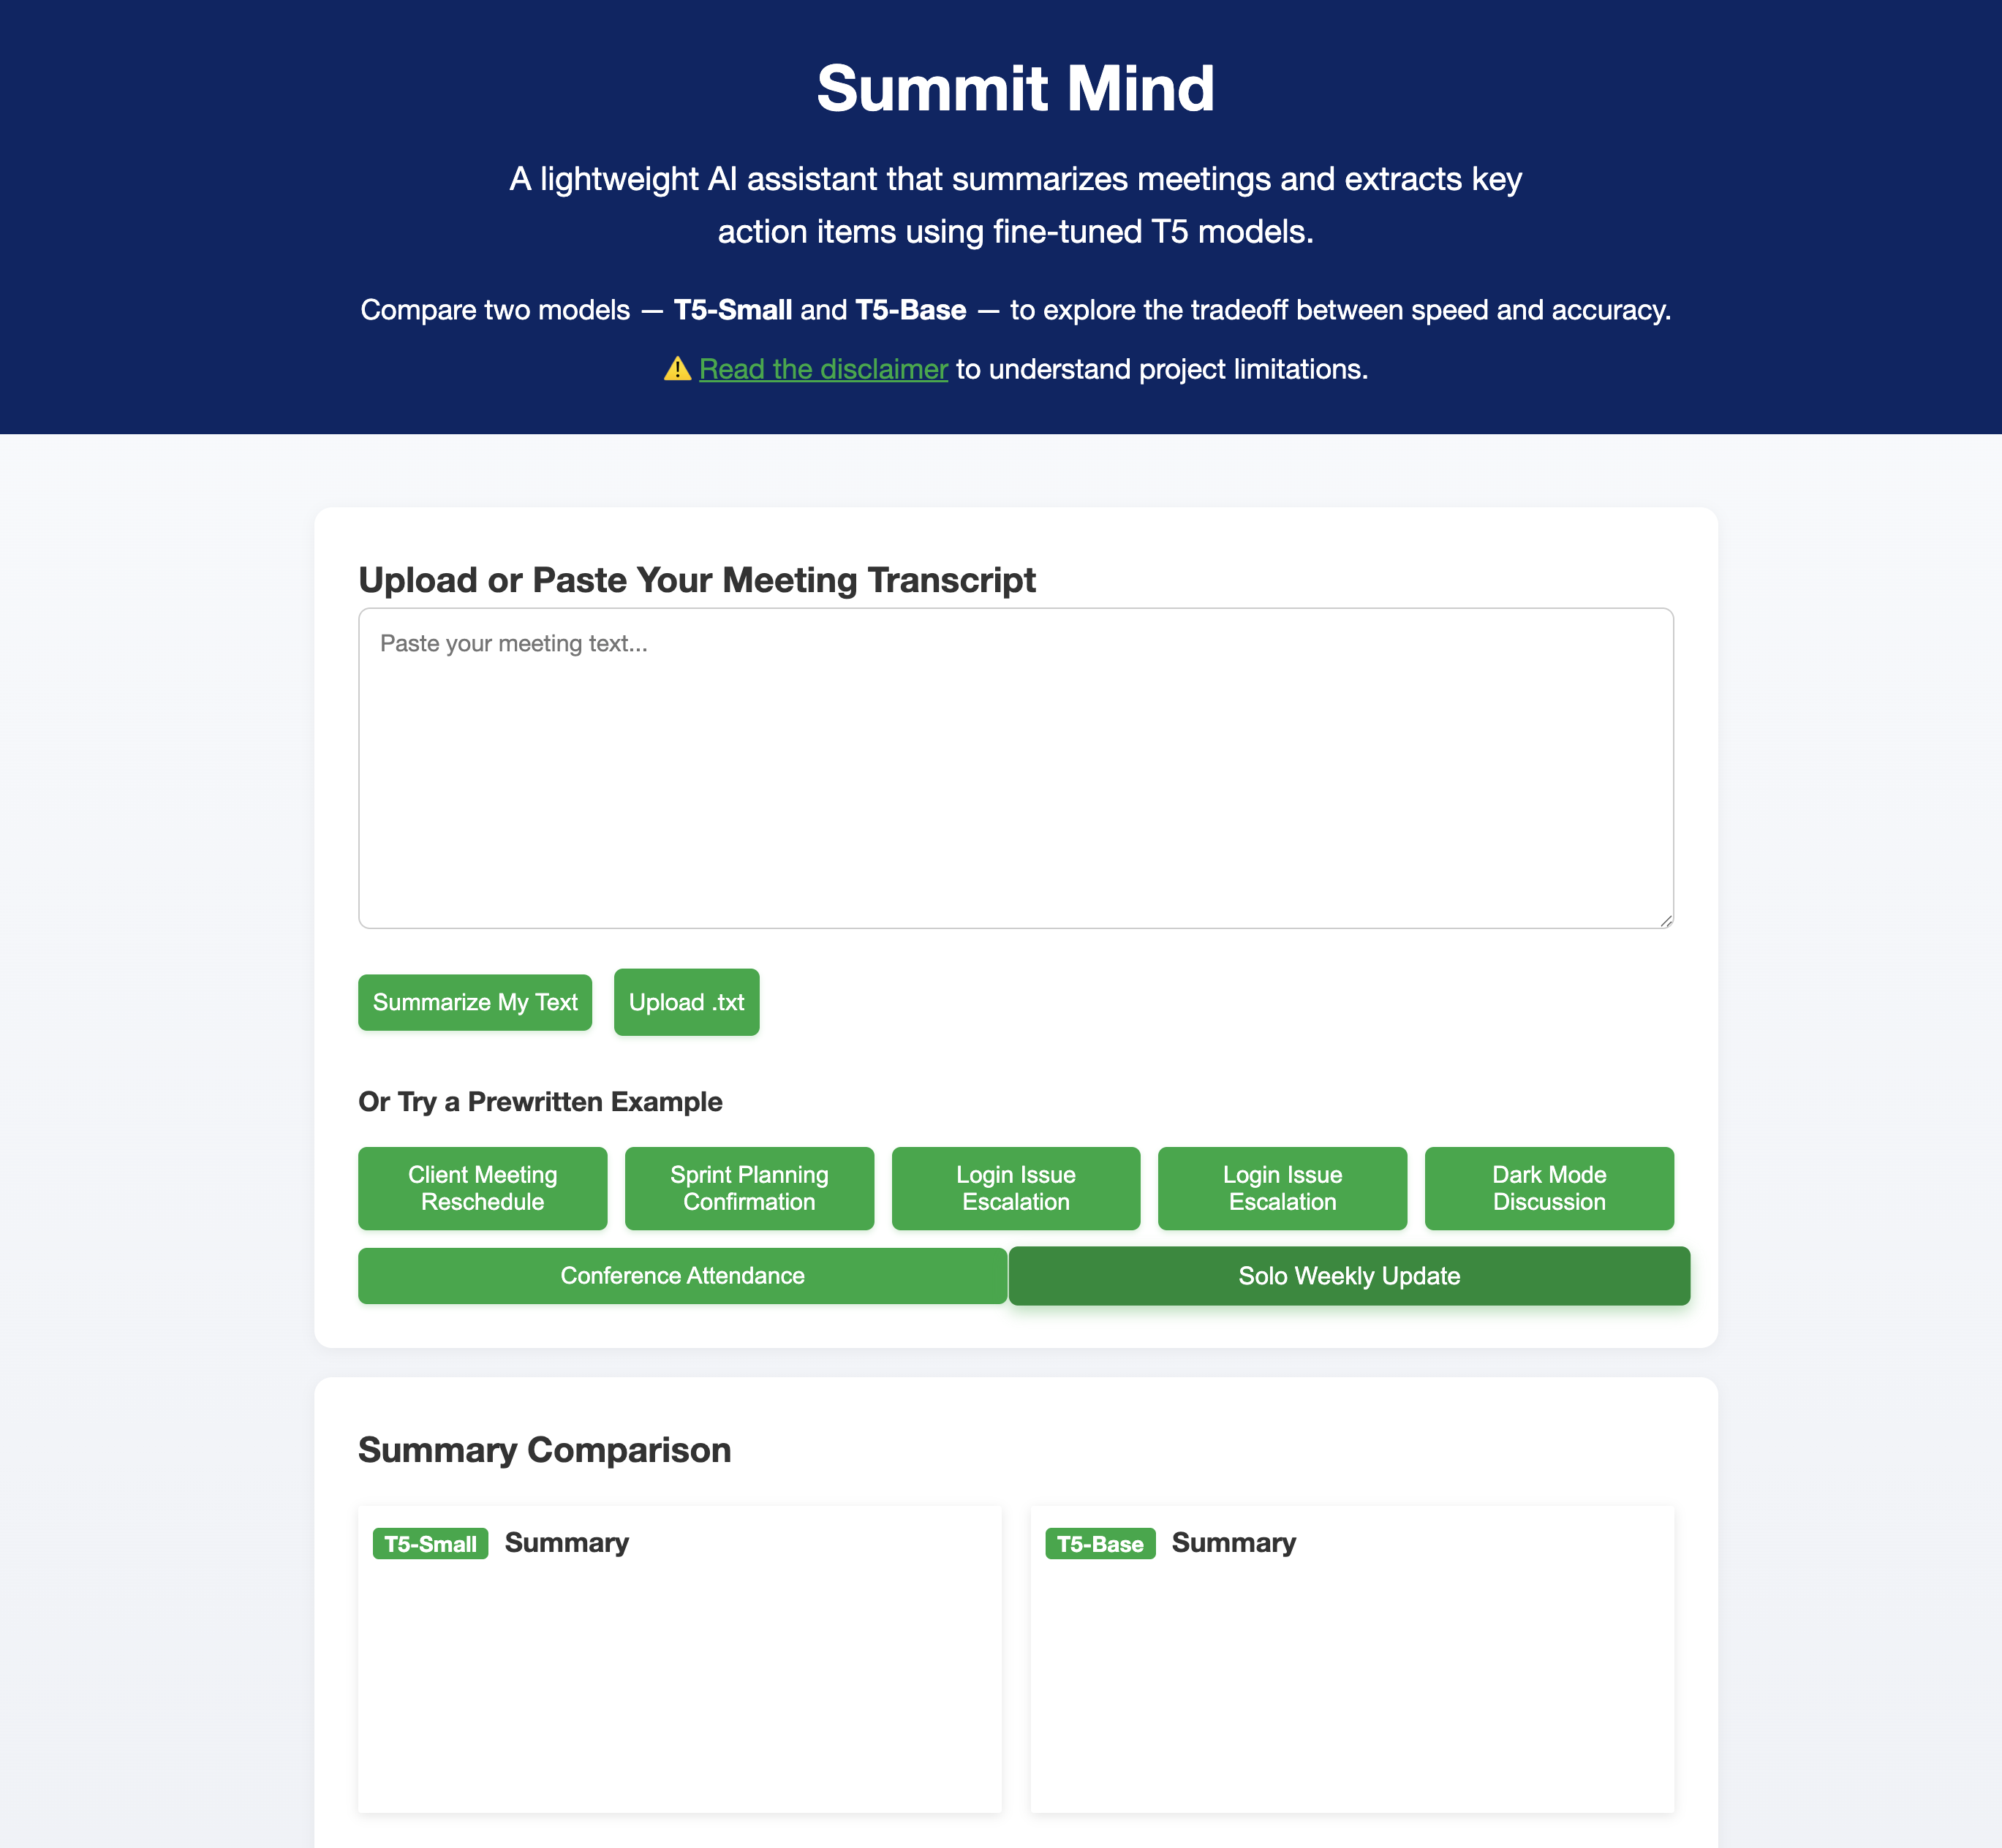 Summit Mind
A lightweight AI assistant that summarizes meetings and extracts key
action items using fine-tuned T5 models.
Compare two models — T5-Small and T5-Base — to explore the tradeoff between speed and accuracy.
⚠️ Read the disclaimer to understand project limitations.
Upload or Paste Your Meeting Transcript
Paste your meeting text...
Summarize My Text
Upload .txt
Or Try a Prewritten Example
Client Meeting
Reschedule
Sprint Planning
Confirmation
Login Issue
Escalation
Login Issue
Escalation
Dark Mode
Discussion
Conference Attendance
Solo Weekly Update
Summary Comparison
T5-Small Summary
T5-Base Summary